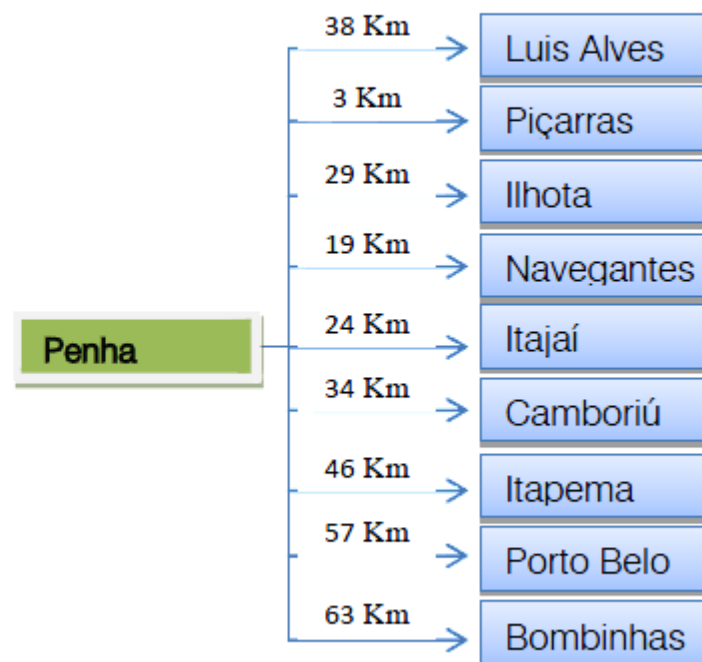 38 Km
Luis Alves
3 Km
Piçarras
29 Km
Ilhota
19 Km
Navegantes
Penha
24 Km
Itajaí
34 Km
Camboriú
46 Km
Itapema
57 Km
Porto Belo
63 Km
Bombinhas